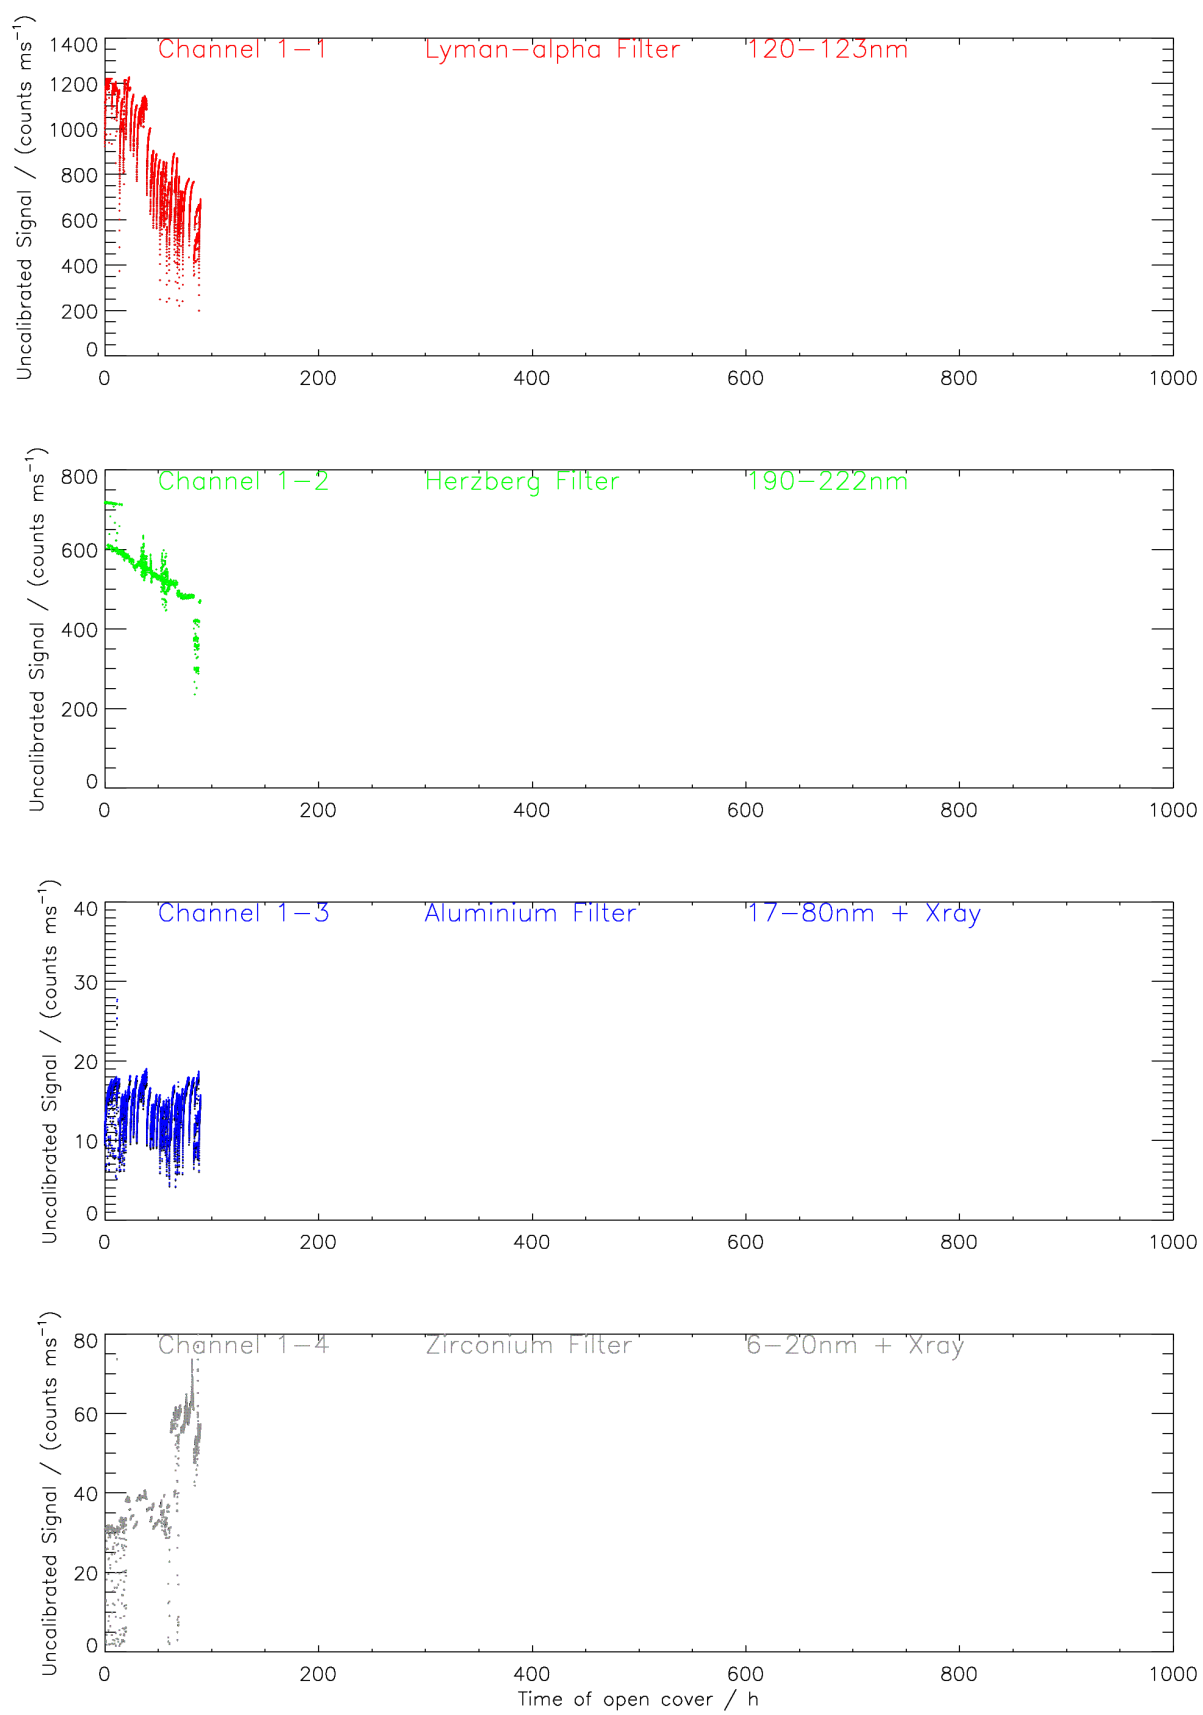 Channel 1−1 Lyman−alpha Filter 120−123nm
Uncalibrated Signal / (counts ms⁻¹)
1400
1200
1000
800
600
400
200
0
0 200 400 600 800 1000
Channel 1−2 Herzberg Filter 190−222nm
Uncalibrated Signal / (counts ms⁻¹)
800
600
400
200
0
0 200 400 600 800 1000
Channel 1−3 Aluminium Filter 17−80nm + Xray
Uncalibrated Signal / (counts ms⁻¹)
40
30
20
10
0
0 200 400 600 800 1000
Channel 1−4 Zirconium Filter 6−20nm + Xray
Uncalibrated Signal / (counts ms⁻¹)
80
60
40
20
0
0 200 400 600 800 1000
Time of open cover / h